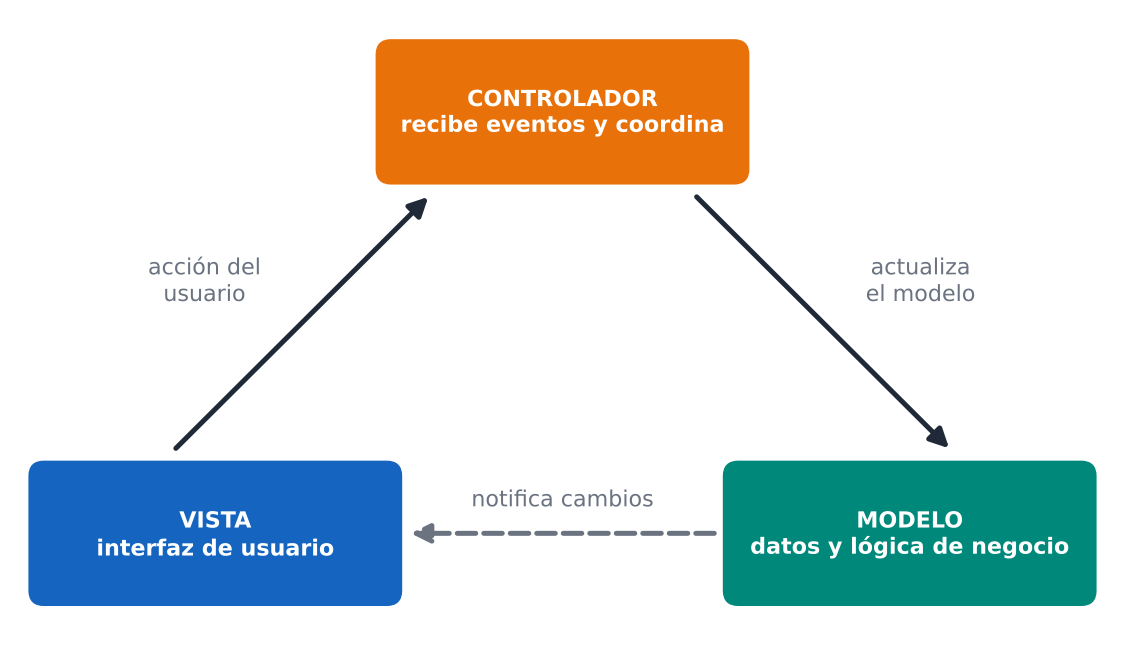 CONTROLADOR
recibe eventos y coordina
acción del
usuario
actualiza
el modelo
notifica cambios
VISTA
interfaz de usuario
MODELO
datos y lógica de negocio